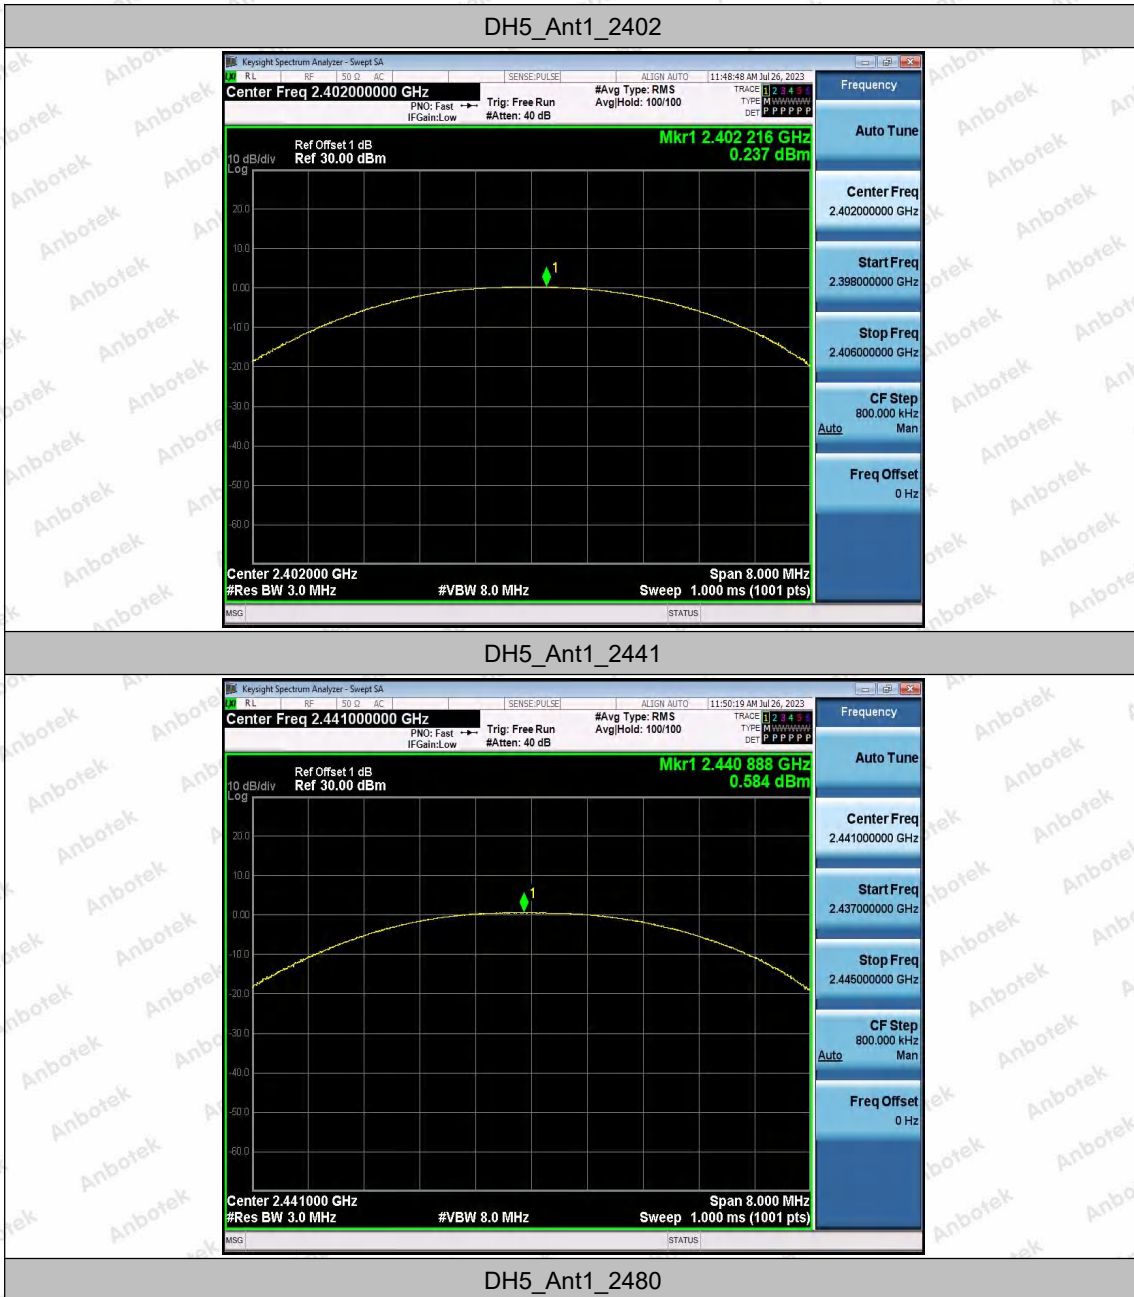 DH5_Ant1_2402
Keysight Spectrum Analyzer - Swept SA
LXI RL RF 50 Ω AC SENSE:PULSE ALIGN AUTO 11:48:48 AM Jul 26, 2023
Center Freq 2.402000000 GHz
PNO: Fast
IFGain:Low
Trig: Free Run
#Atten: 40 dB
#Avg Type: RMS
Avg|Hold: 100/100
TRACE 1 2 3 4 5 6
TYPE M WWWWW
DET P P P P P P
Mkr1 2.402 216 GHz
0.237 dBm
Ref Offset 1 dB
10 dB/div Ref 30.00 dBm
Log
20.0
10.0
0.00
-10.0
-20.0
-30.0
-40.0
-50.0
-60.0
1
Center 2.402000 GHz Span 8.000 MHz
#Res BW 3.0 MHz #VBW 8.0 MHz Sweep 1.000 ms (1001 pts)
MSG STATUS
Frequency
Auto Tune
Center Freq
2.402000000 GHz
Start Freq
2.398000000 GHz
Stop Freq
2.406000000 GHz
CF Step
800.000 kHz
Auto Man
Freq Offset
0 Hz
DH5_Ant1_2441
Keysight Spectrum Analyzer - Swept SA
LXI RL RF 50 Ω AC SENSE:PULSE ALIGN AUTO 11:50:19 AM Jul 26, 2023
Center Freq 2.441000000 GHz
PNO: Fast
IFGain:Low
Trig: Free Run
#Atten: 40 dB
#Avg Type: RMS
Avg|Hold: 100/100
TRACE 1 2 3 4 5 6
TYPE M WWWWW
DET P P P P P P
Mkr1 2.440 888 GHz
0.584 dBm
Ref Offset 1 dB
10 dB/div Ref 30.00 dBm
Log
20.0
10.0
0.00
-10.0
-20.0
-30.0
-40.0
-50.0
-60.0
1
Center 2.441000 GHz Span 8.000 MHz
#Res BW 3.0 MHz #VBW 8.0 MHz Sweep 1.000 ms (1001 pts)
MSG STATUS
Frequency
Auto Tune
Center Freq
2.441000000 GHz
Start Freq
2.437000000 GHz
Stop Freq
2.445000000 GHz
CF Step
800.000 kHz
Auto Man
Freq Offset
0 Hz
DH5_Ant1_2480
Anbotek